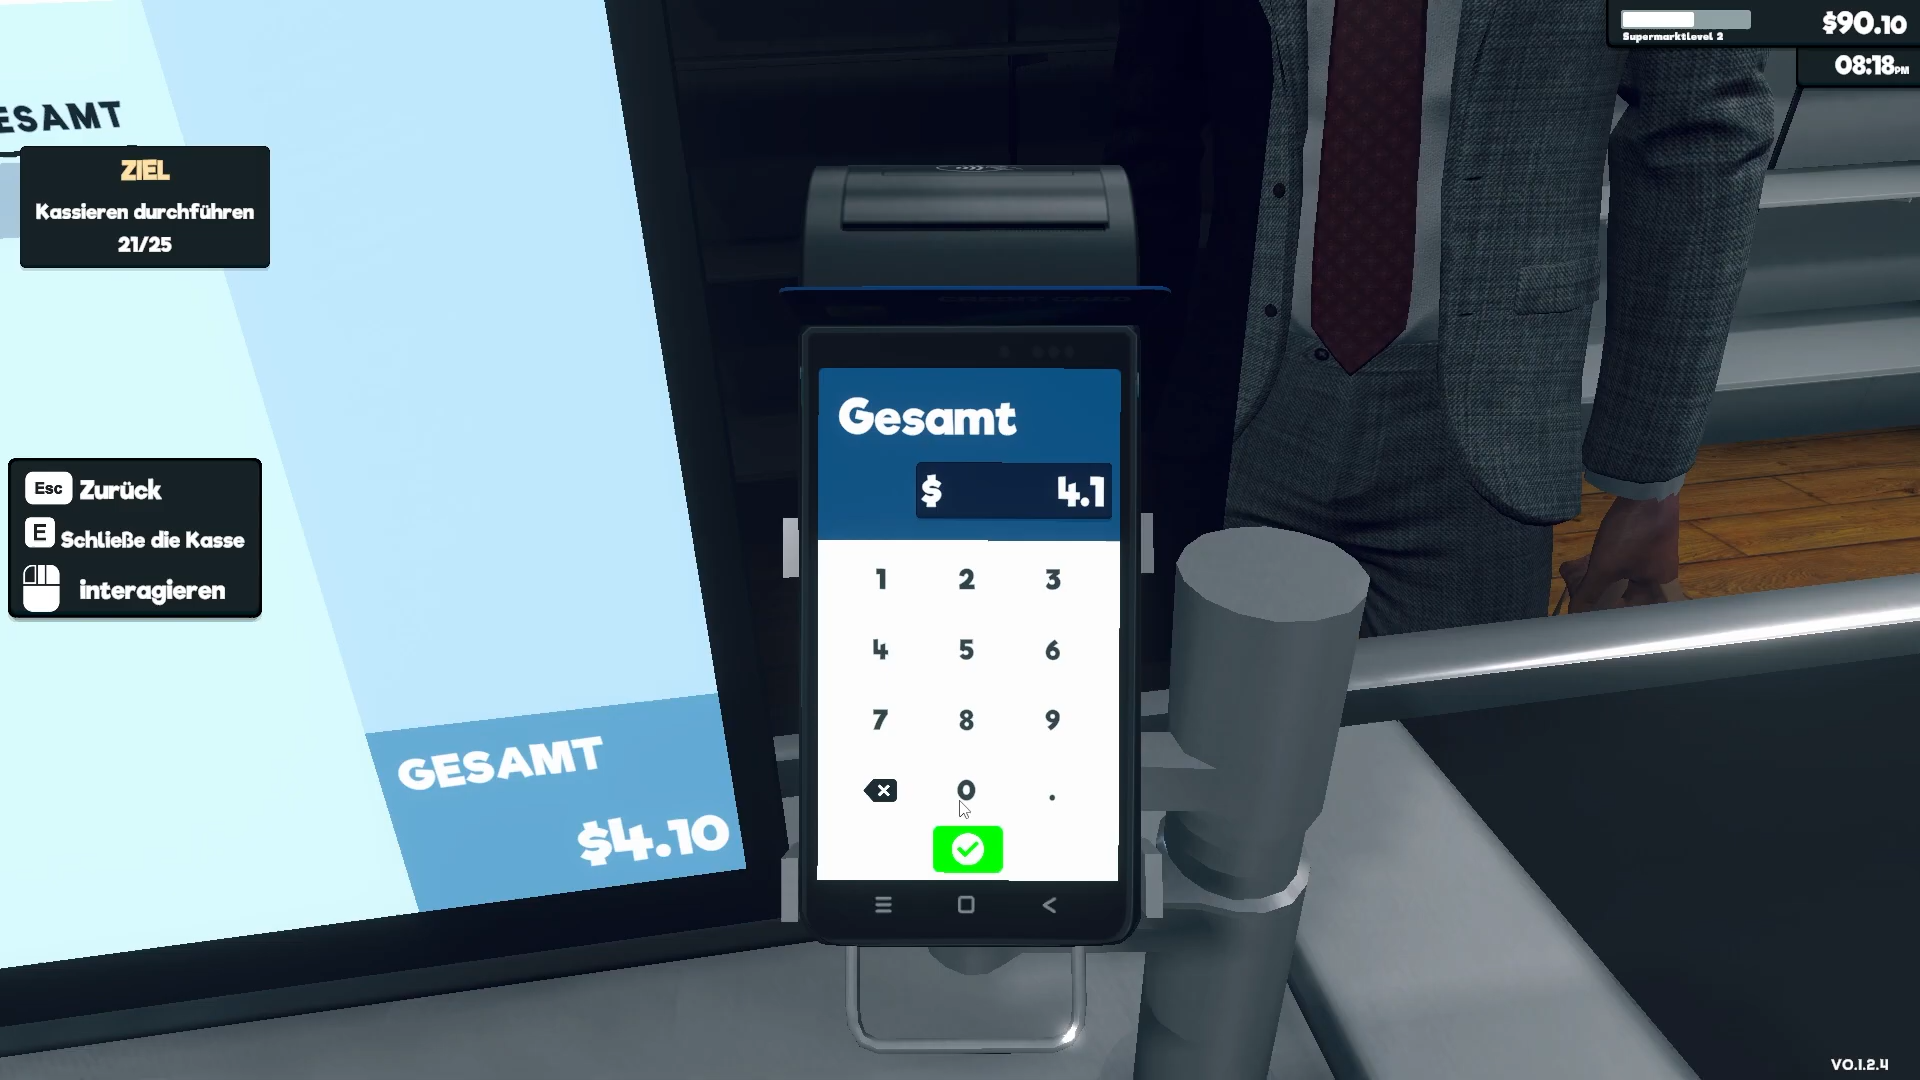 $90.10
Supermarktlevel 2
08:18PM
ESAMT
ZIEL
Kassieren durchführen
21/25
CREDIT CARD
Gesamt
$ 4.1
1 2 3
4 5 6
7 8 9
0 .
Esc Zurück
E Schließe die Kasse
interagieren
GESAMT
$4.10
V0.1.2.4